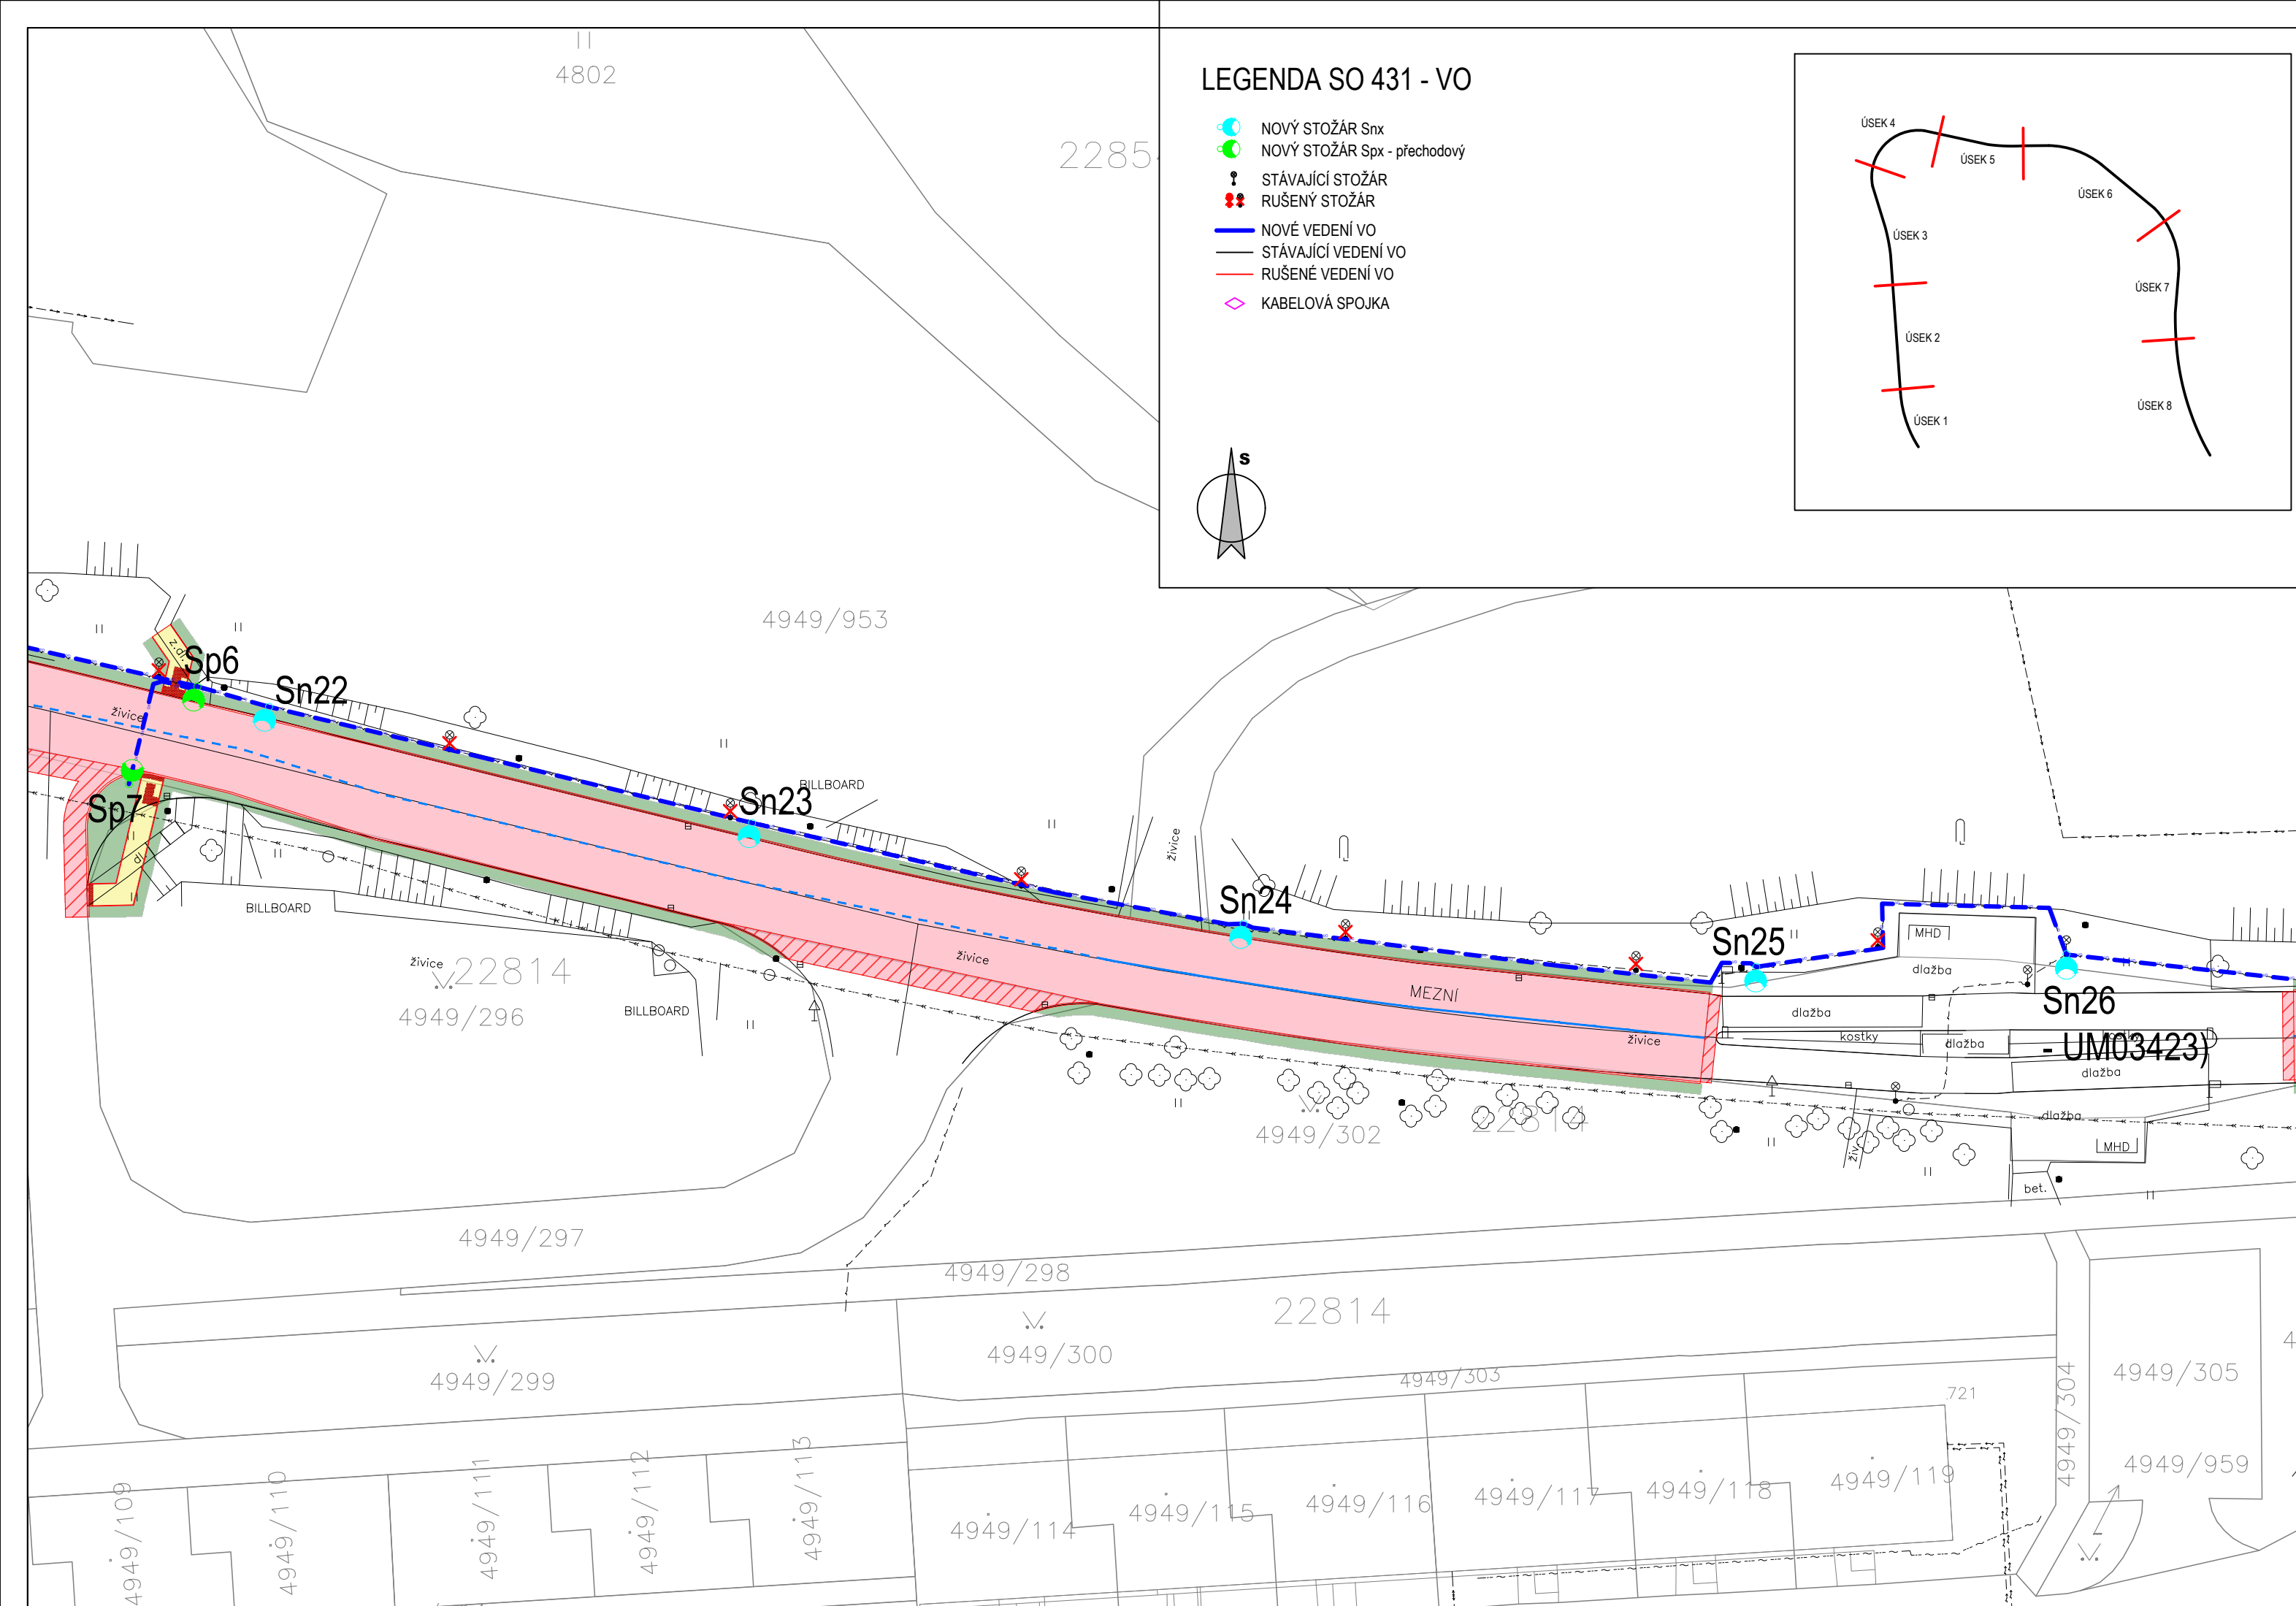 4802
2285
LEGENDA SO 431 - VO
NOVÝ STOŽÁR Snx
NOVÝ STOŽÁR Spx - přechodový
STÁVAJÍCÍ STOŽÁR
RUŠENÝ STOŽÁR
NOVÉ VEDENÍ VO
STÁVAJÍCÍ VEDENÍ VO
RUŠENÉ VEDENÍ VO
KABELOVÁ SPOJKA
S
ÚSEK 4
ÚSEK 5
ÚSEK 6
ÚSEK 3
ÚSEK 7
ÚSEK 2
ÚSEK 8
ÚSEK 1
4949/953
z.dl.
Sp6
Sn22
živice
Sp7
dl.
BILLBOARD
Sn23
BILLBOARD
živice
Sn24
Sn25
MHD
dlažba
Sn26
- UM03423)
živice
22814
4949/296
BILLBOARD
živice
MEZNÍ
živice
dlažba
kostky
dlažba
kostky
dlažba
dlažba
MHD
bet.
živ.
4949/302
22814
4949/297
4949/298
22814
4949/299
4949/300
4949/303
721
4949/304
4949/305
4949/959
4949/109
4949/110
4949/111
4949/112
4949/113
4949/114
4949/115
4949/116
4949/117
4949/118
4949/119
4